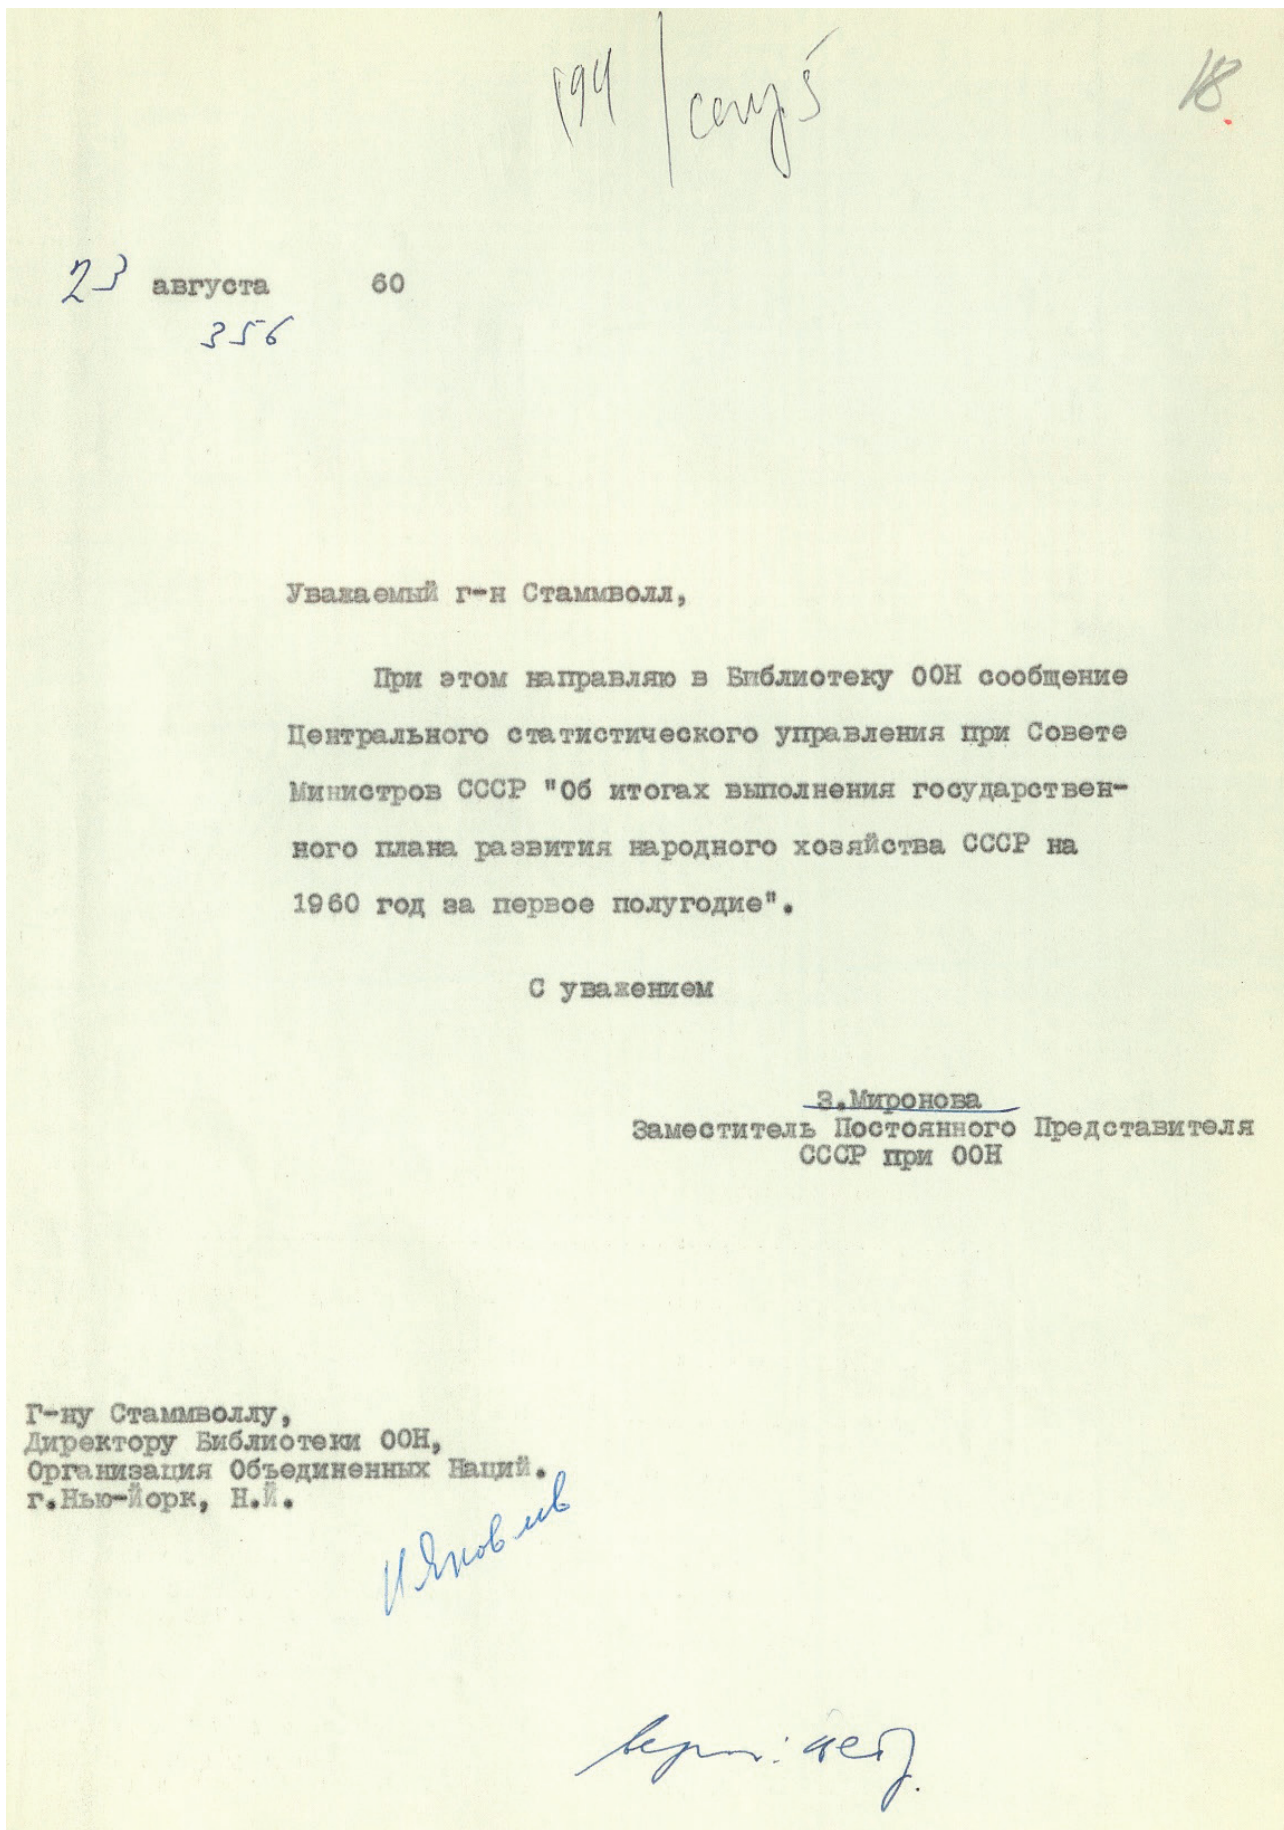 194
18
23 августа 60
356
Уважаемый г-н Стаммволл,
При этом направляю в Библиотеку ООН сообщение
Центрального статистического управления при Совете
Министров СССР "Об итогах выполнения государствен-
ного плана развития народного хозяйства СССР на
1960 год за первое полугодие".
С уважением
З.Миронова
Заместитель Постоянного Представителя
СССР при ООН
Г-ну Стаммволлу,
Директору Библиотеки ООН,
Организация Объединенных Наций.
г.Нью-Йорк, Н.Й.
И Яковлев